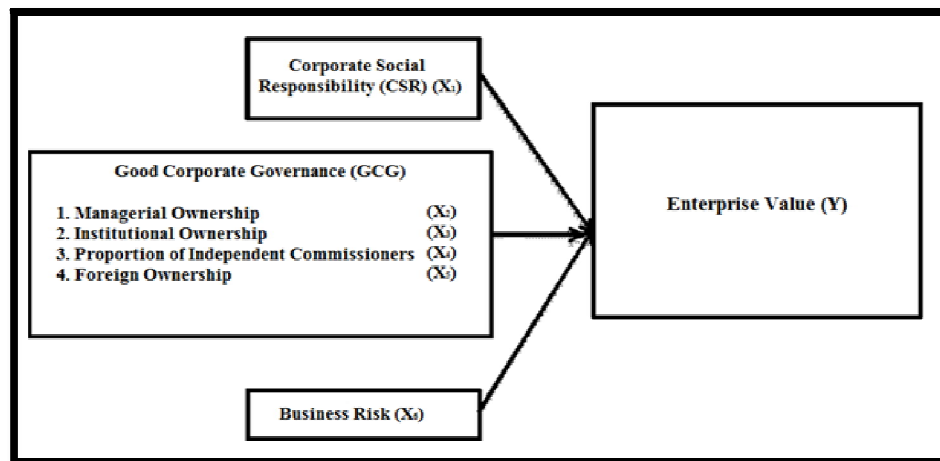 Corporate Social
Responsibility (CSR) (X₁)
Good Corporate Governance (GCG)
1. Managerial Ownership (X₂)
2. Institutional Ownership (X₃)
3. Proportion of Independent Commissioners (X₄)
4. Foreign Ownership (X₅)
Enterprise Value (Y)
Business Risk (X₆)